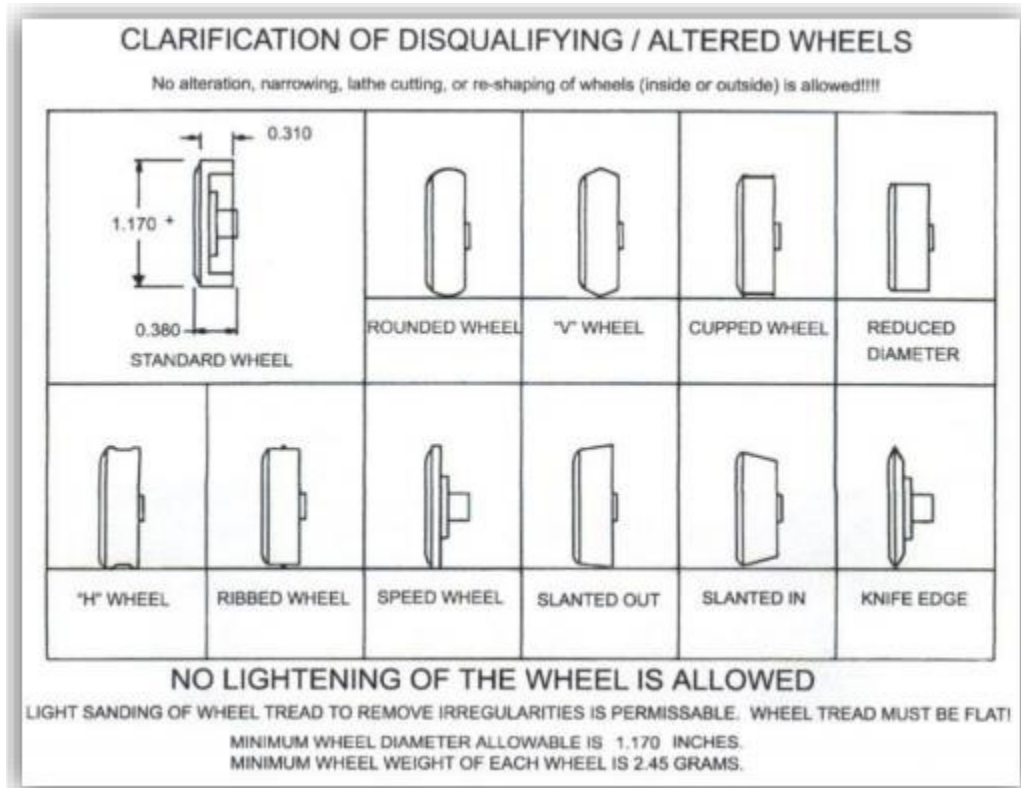 CLARIFICATION OF DISQUALIFYING / ALTERED WHEELS
No alteration, narrowing, lathe cutting, or re-shaping of wheels (inside or outside) is allowed!!!!
0.310
1.170 +
0.380
STANDARD WHEEL
ROUNDED WHEEL
"V" WHEEL
CUPPED WHEEL
REDUCED
DIAMETER
"H" WHEEL
RIBBED WHEEL
SPEED WHEEL
SLANTED OUT
SLANTED IN
KNIFE EDGE
NO LIGHTENING OF THE WHEEL IS ALLOWED
LIGHT SANDING OF WHEEL TREAD TO REMOVE IRREGULARITIES IS PERMISSABLE. WHEEL TREAD MUST BE FLAT!
MINIMUM WHEEL DIAMETER ALLOWABLE IS 1.170 INCHES.
MINIMUM WHEEL WEIGHT OF EACH WHEEL IS 2.45 GRAMS.